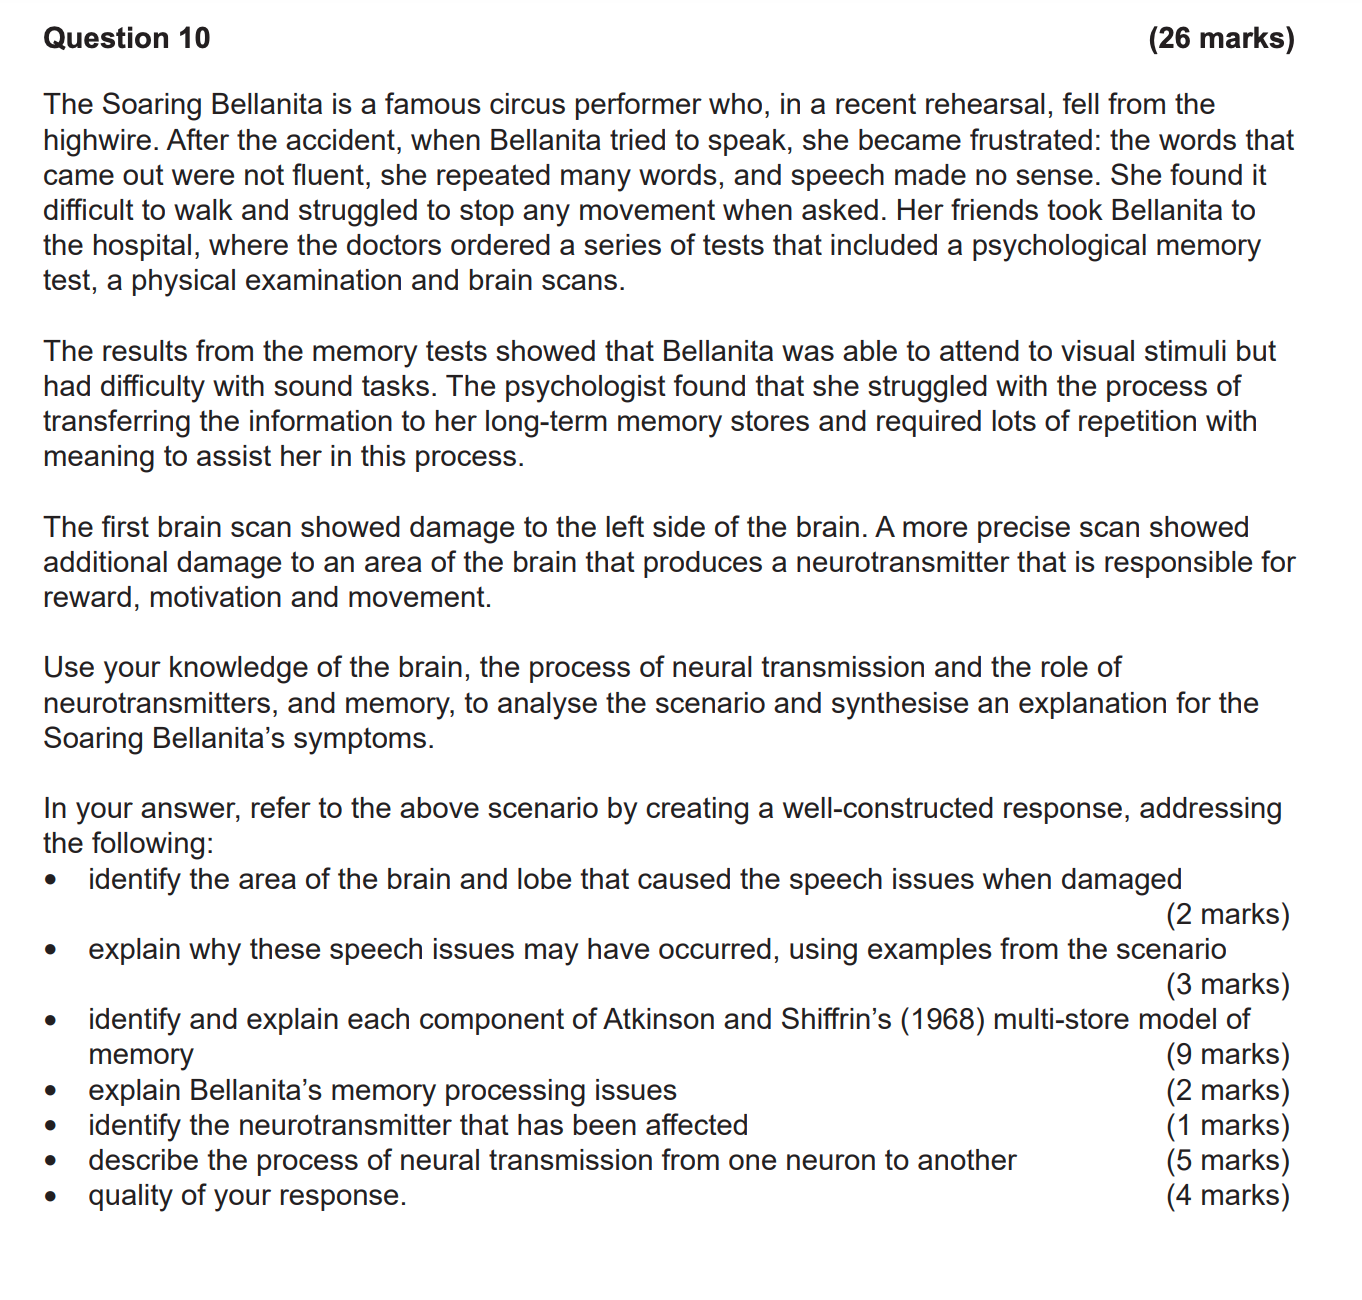 Question 10 (26 marks)
The Soaring Bellanita is a famous circus performer who, in a recent rehearsal, fell from the
highwire. After the accident, when Bellanita tried to speak, she became frustrated: the words that
came out were not fluent, she repeated many words, and speech made no sense. She found it
difficult to walk and struggled to stop any movement when asked. Her friends took Bellanita to
the hospital, where the doctors ordered a series of tests that included a psychological memory
test, a physical examination and brain scans.
The results from the memory tests showed that Bellanita was able to attend to visual stimuli but
had difficulty with sound tasks. The psychologist found that she struggled with the process of
transferring the information to her long-term memory stores and required lots of repetition with
meaning to assist her in this process.
The first brain scan showed damage to the left side of the brain. A more precise scan showed
additional damage to an area of the brain that produces a neurotransmitter that is responsible for
reward, motivation and movement.
Use your knowledge of the brain, the process of neural transmission and the role of
neurotransmitters, and memory, to analyse the scenario and synthesise an explanation for the
Soaring Bellanita's symptoms.
In your answer, refer to the above scenario by creating a well-constructed response, addressing
the following:
• identify the area of the brain and lobe that caused the speech issues when damaged
(2 marks)
• explain why these speech issues may have occurred, using examples from the scenario
(3 marks)
• identify and explain each component of Atkinson and Shiffrin's (1968) multi-store model of
memory (9 marks)
• explain Bellanita's memory processing issues (2 marks)
• identify the neurotransmitter that has been affected (1 marks)
• describe the process of neural transmission from one neuron to another (5 marks)
• quality of your response. (4 marks)